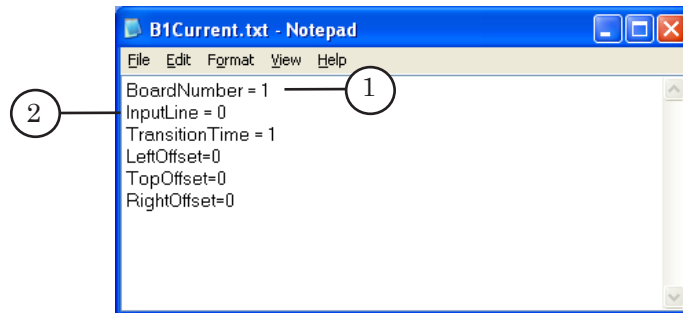 B1Current.txt - Notepad
File Edit Format View Help
BoardNumber = 1
1
2
InputLine = 0
TransitionTime = 1
LeftOffset=0
TopOffset=0
RightOffset=0